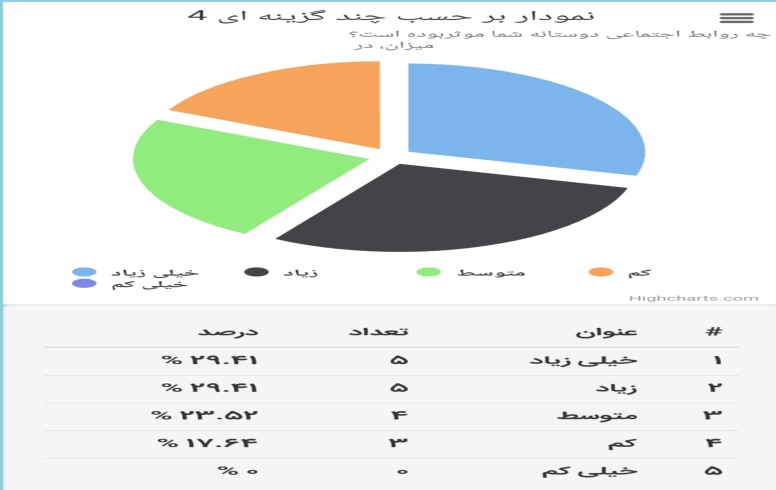 نمودار بر حسب چند گزینه ای 4
چه روابط اجتماعی دوستانه شما موثربوده است؟
میزان، در
خیلی زیاد
زیاد
متوسط
کم
خیلی کم
Highcharts.com
# عنوان تعداد درصد
۱ خیلی زیاد ۵ ۲۹.۴۱ %
۲ زیاد ۵ ۲۹.۴۱ %
۳ متوسط ۴ ۲۳.۵۲ %
۴ کم ۳ ۱۷.۶۴ %
۵ خیلی کم ۰ ۰ %